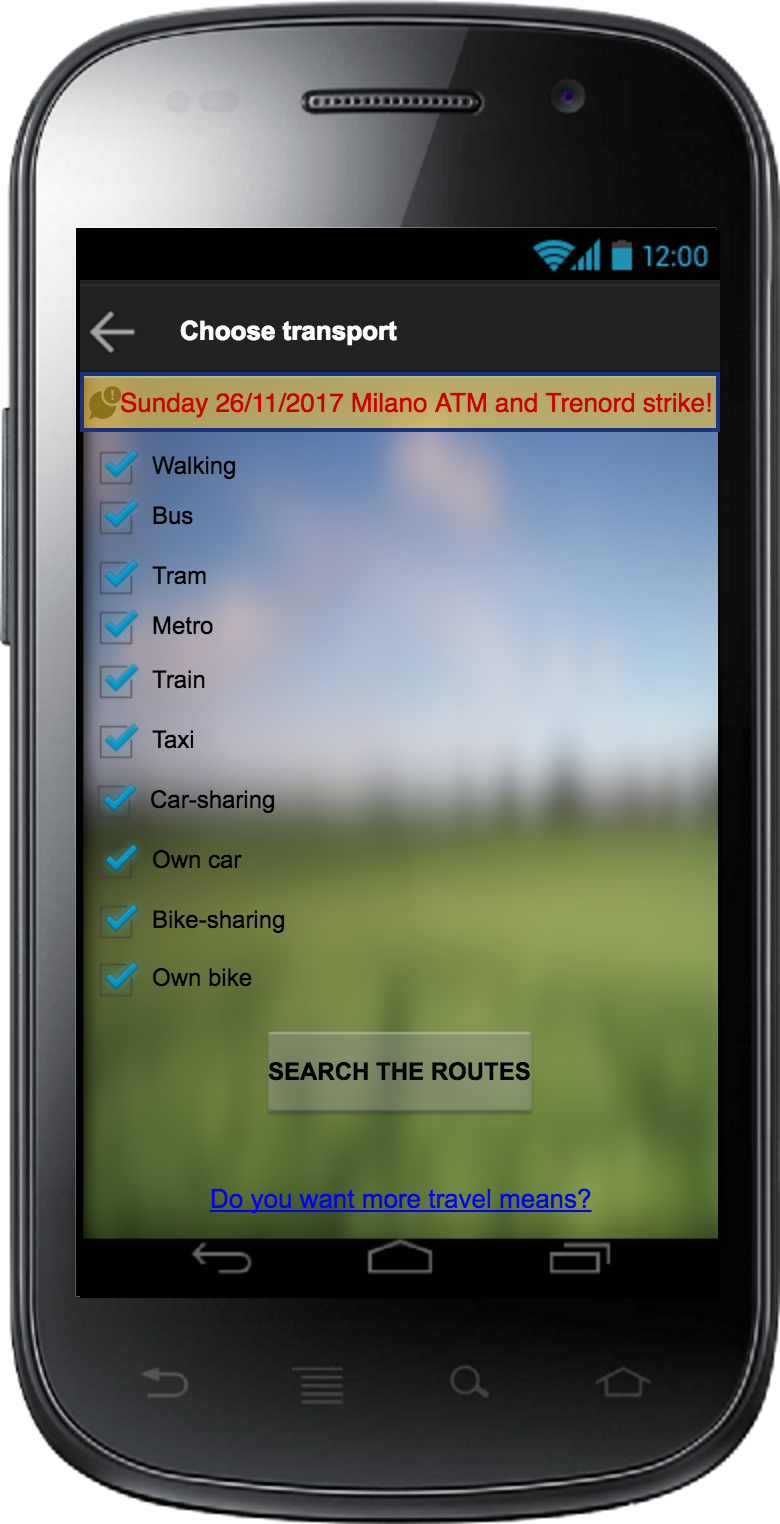 12:00
Choose transport
Sunday 26/11/2017 Milano ATM and Trenord strike!
Walking
Bus
Tram
Metro
Train
Taxi
Car-sharing
Own car
Bike-sharing
Own bike
SEARCH THE ROUTES
Do you want more travel means?